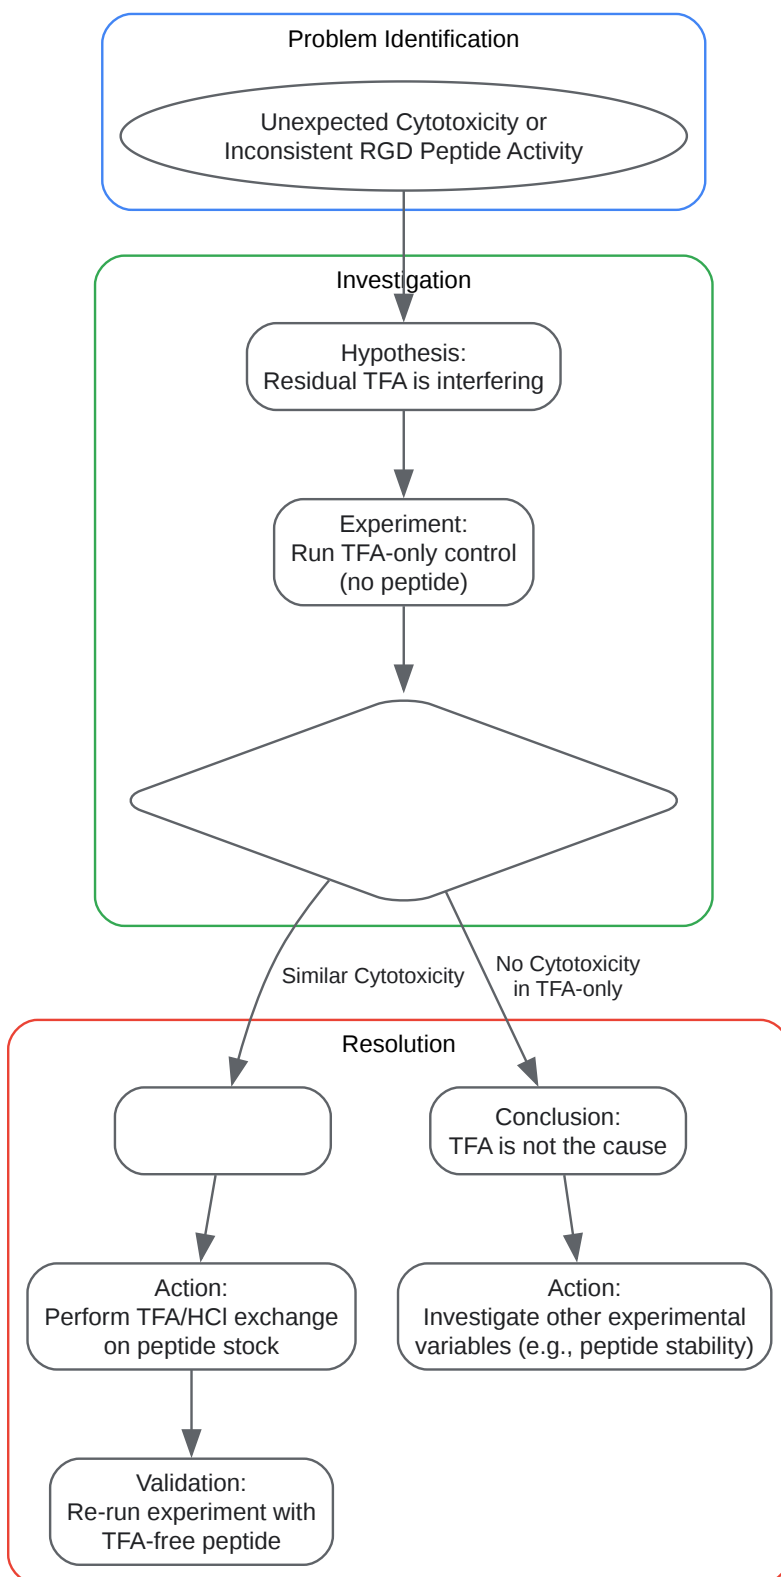 Problem Identification
Unexpected Cytotoxicity or
Inconsistent RGD Peptide Activity
Investigation
Hypothesis:
Residual TFA is interfering
Experiment:
Run TFA-only control
(no peptide)
Similar Cytotoxicity
No Cytotoxicity
in TFA-only
Resolution
Conclusion:
TFA is not the cause
Action:
Perform TFA/HCl exchange
on peptide stock
Action:
Investigate other experimental
variables (e.g., peptide stability)
Validation:
Re-run experiment with
TFA-free peptide